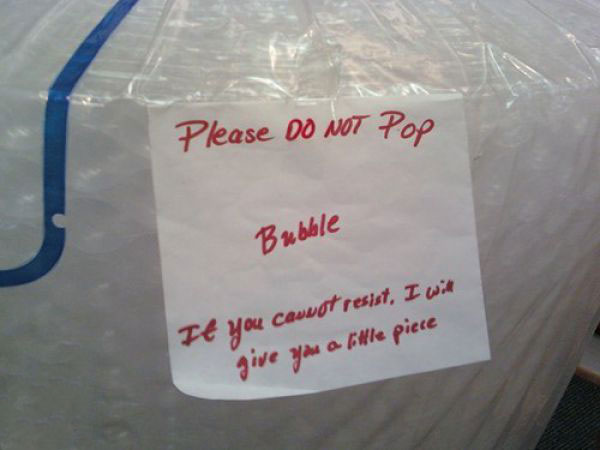 Please DO NOT Pop
Bubble
If you cannot resist, I will
give you a little piece